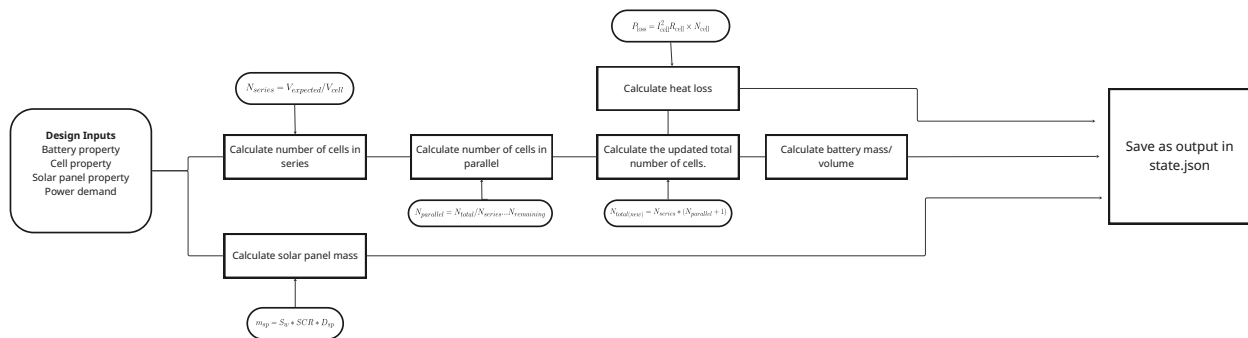 P_loss = I_cell^2 R_cell × N_cell
Calculate heat loss
N_series = V_expected/V_cell
Design Inputs
Battery property
Cell property
Solar panel property
Power demand
Calculate number of cells in
series
Calculate number of cells in
parallel
Calculate the updated total
number of cells.
Calculate battery mass/
volume
Save as output in
state.json
N_parallel = N_total/N_series...N_remaining
N_total(new) = N_series * (N_parallel + 1)
Calculate solar panel mass
m_sp = S_w * SCR * D_sp